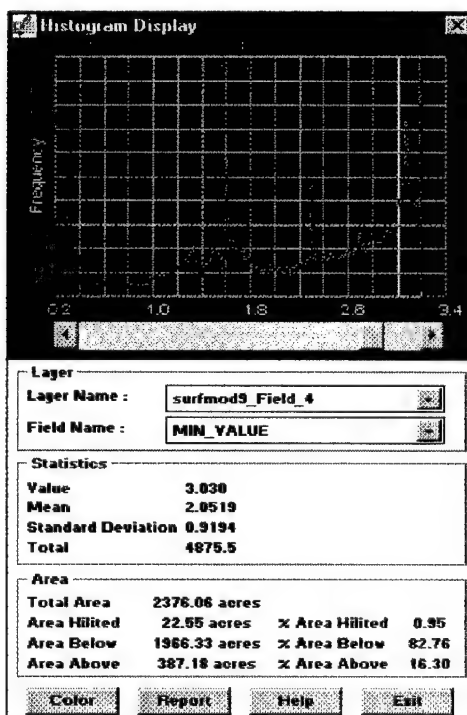 Histogram Display
Frequency
0.2 1.0 1.8 2.6 3.4
Layer
Layer Name : surfmod9_Field_4
Field Name : MIN_VALUE
Statistics
Value 3.030
Mean 2.0519
Standard Deviation 0.9194
Total 4875.5
Area
Total Area 2376.06 acres
Area Hilited 22.55 acres % Area Hilited 0.95
Area Below 1966.33 acres % Area Below 82.76
Area Above 387.18 acres % Area Above 16.30
Color Report Help Exit